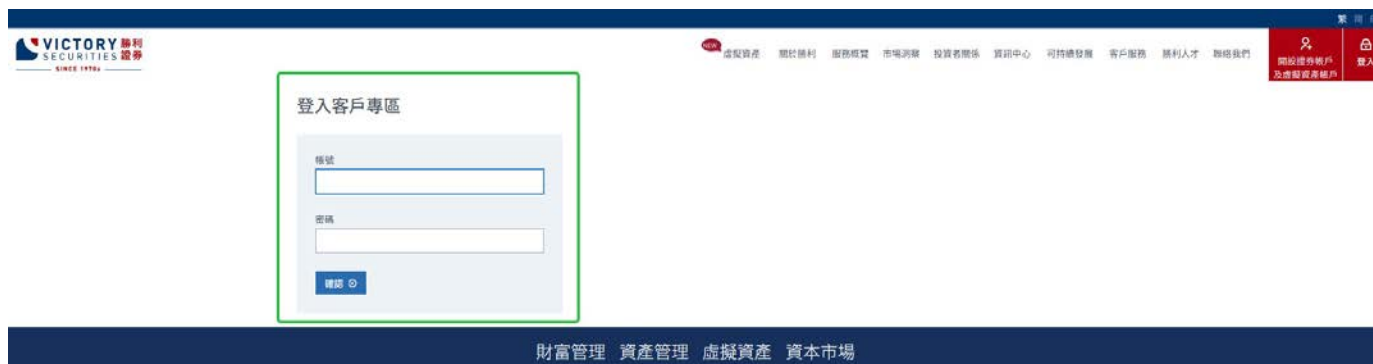 繁 簡
VICTORY 勝利
SECURITIES 證券
SINCE 1970s
NEW
虛擬資產 關於勝利 服務概覽 市場洞察 投資者關係 資訊中心 可持續發展 客戶服務 勝利人才 聯絡我們
開設證券帳戶
及虛擬資產帳戶
登入
登入客戶專區
帳號
密碼
確認
財富管理 資產管理 虛擬資產 資本市場